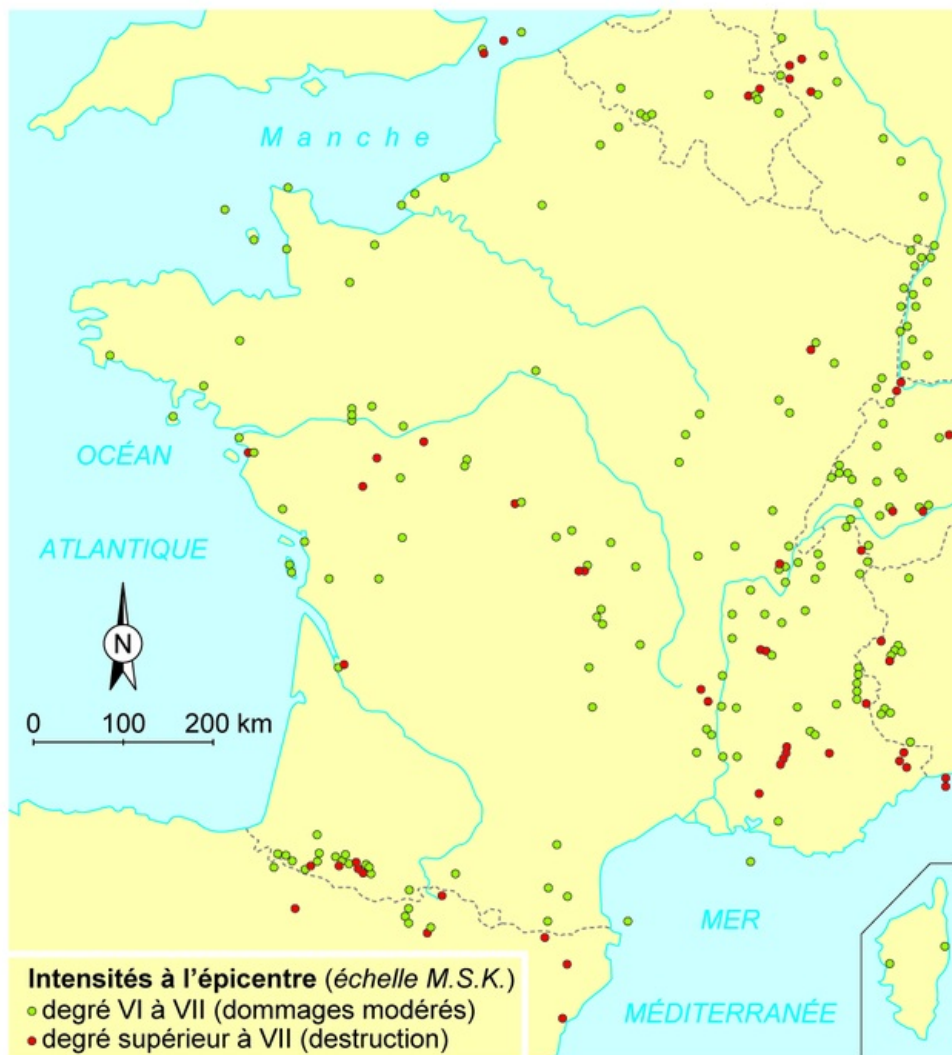 Manche
OCÉAN
ATLANTIQUE
N
0 100 200 km
MER
MÉDITERRANÉE
Intensités à l'épicentre (échelle M.S.K.)
degré VI à VII (dommages modérés)
degré supérieur à VII (destruction)